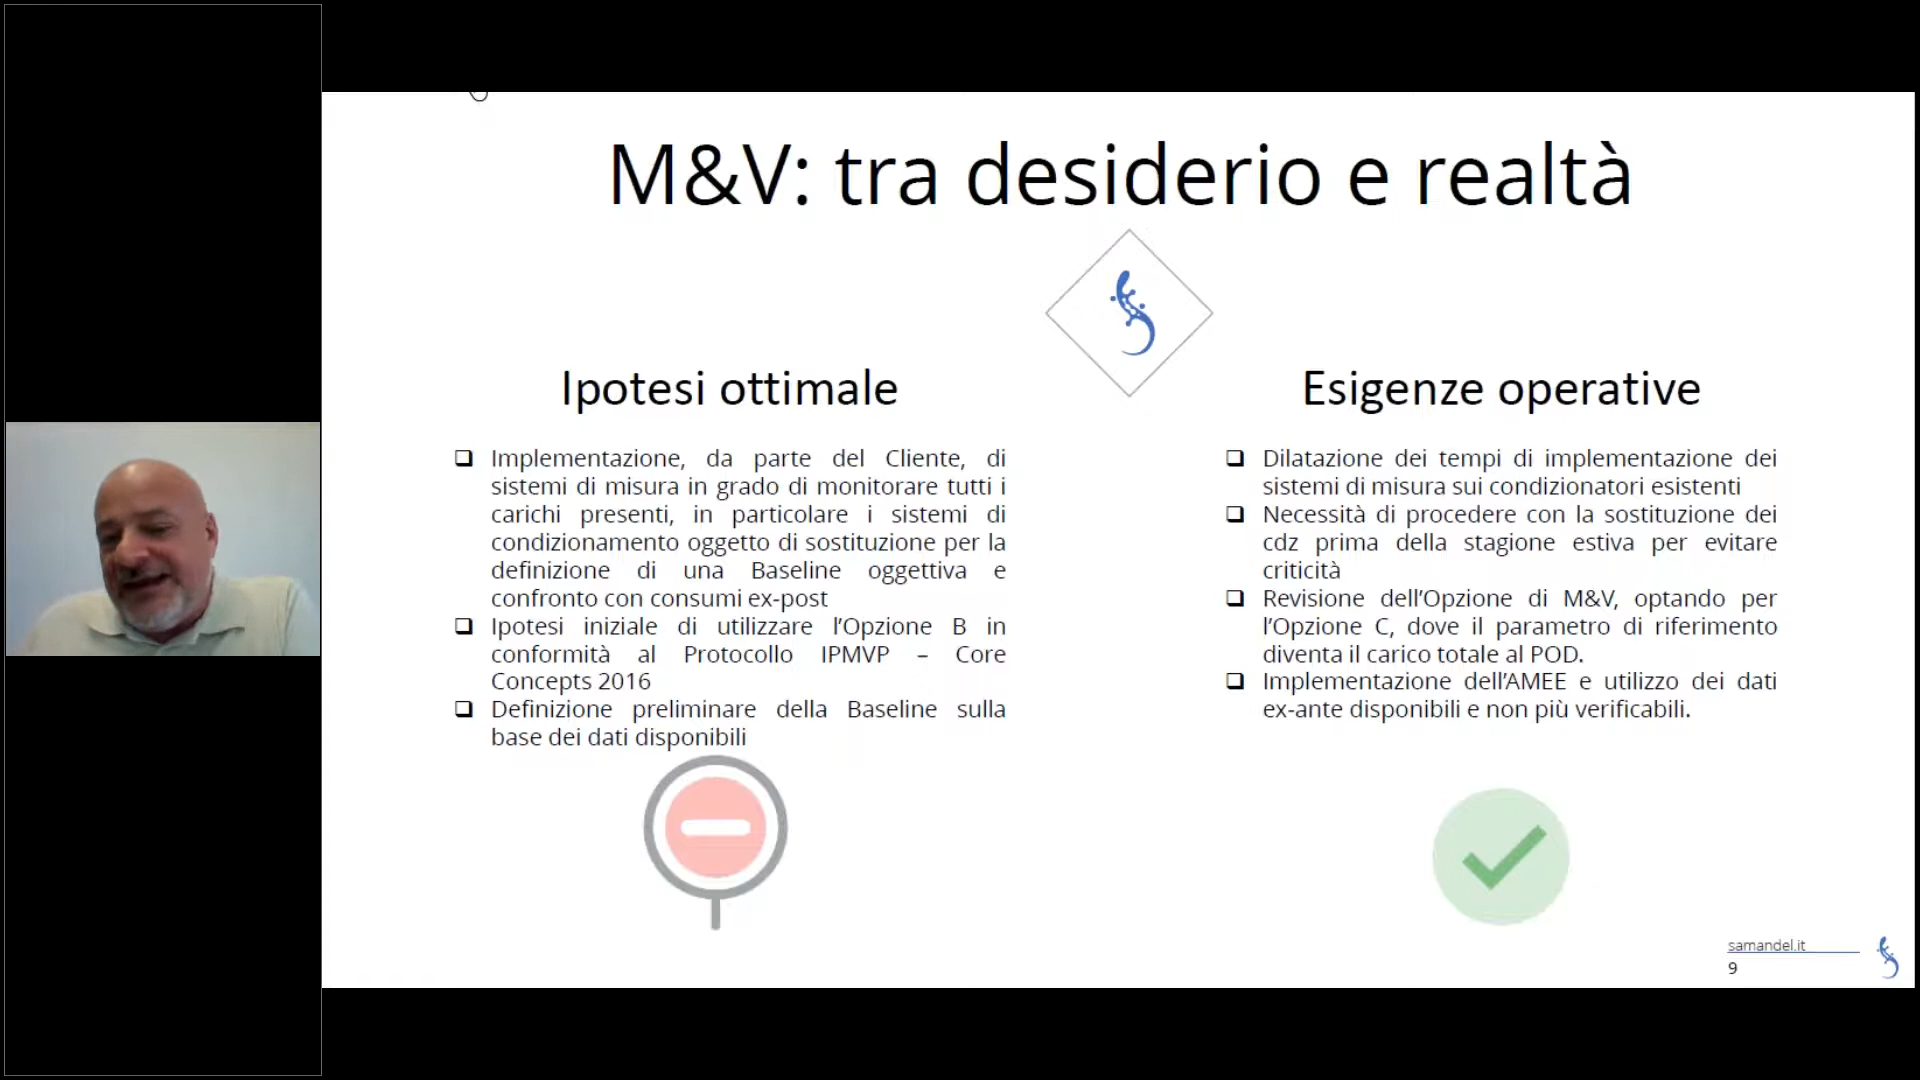 M&V: tra desiderio e realtà
Ipotesi ottimale
Implementazione, da parte del Cliente, di
sistemi di misura in grado di monitorare tutti i
carichi presenti, in particolare i sistemi di
condizionamento oggetto di sostituzione per la
definizione di una Baseline oggettiva e
confronto con consumi ex-post
Ipotesi iniziale di utilizzare l’Opzione B in
conformità al Protocollo IPMVP – Core
Concepts 2016
Definizione preliminare della Baseline sulla
base dei dati disponibili
Esigenze operative
Dilatazione dei tempi di implementazione dei
sistemi di misura sui condizionatori esistenti
Necessità di procedere con la sostituzione dei
cdz prima della stagione estiva per evitare
criticità
Revisione dell’Opzione di M&V, optando per
l’Opzione C, dove il parametro di riferimento
diventa il carico totale al POD.
Implementazione dell’AMEE e utilizzo dei dati
ex-ante disponibili e non più verificabili.
samandel.it
9